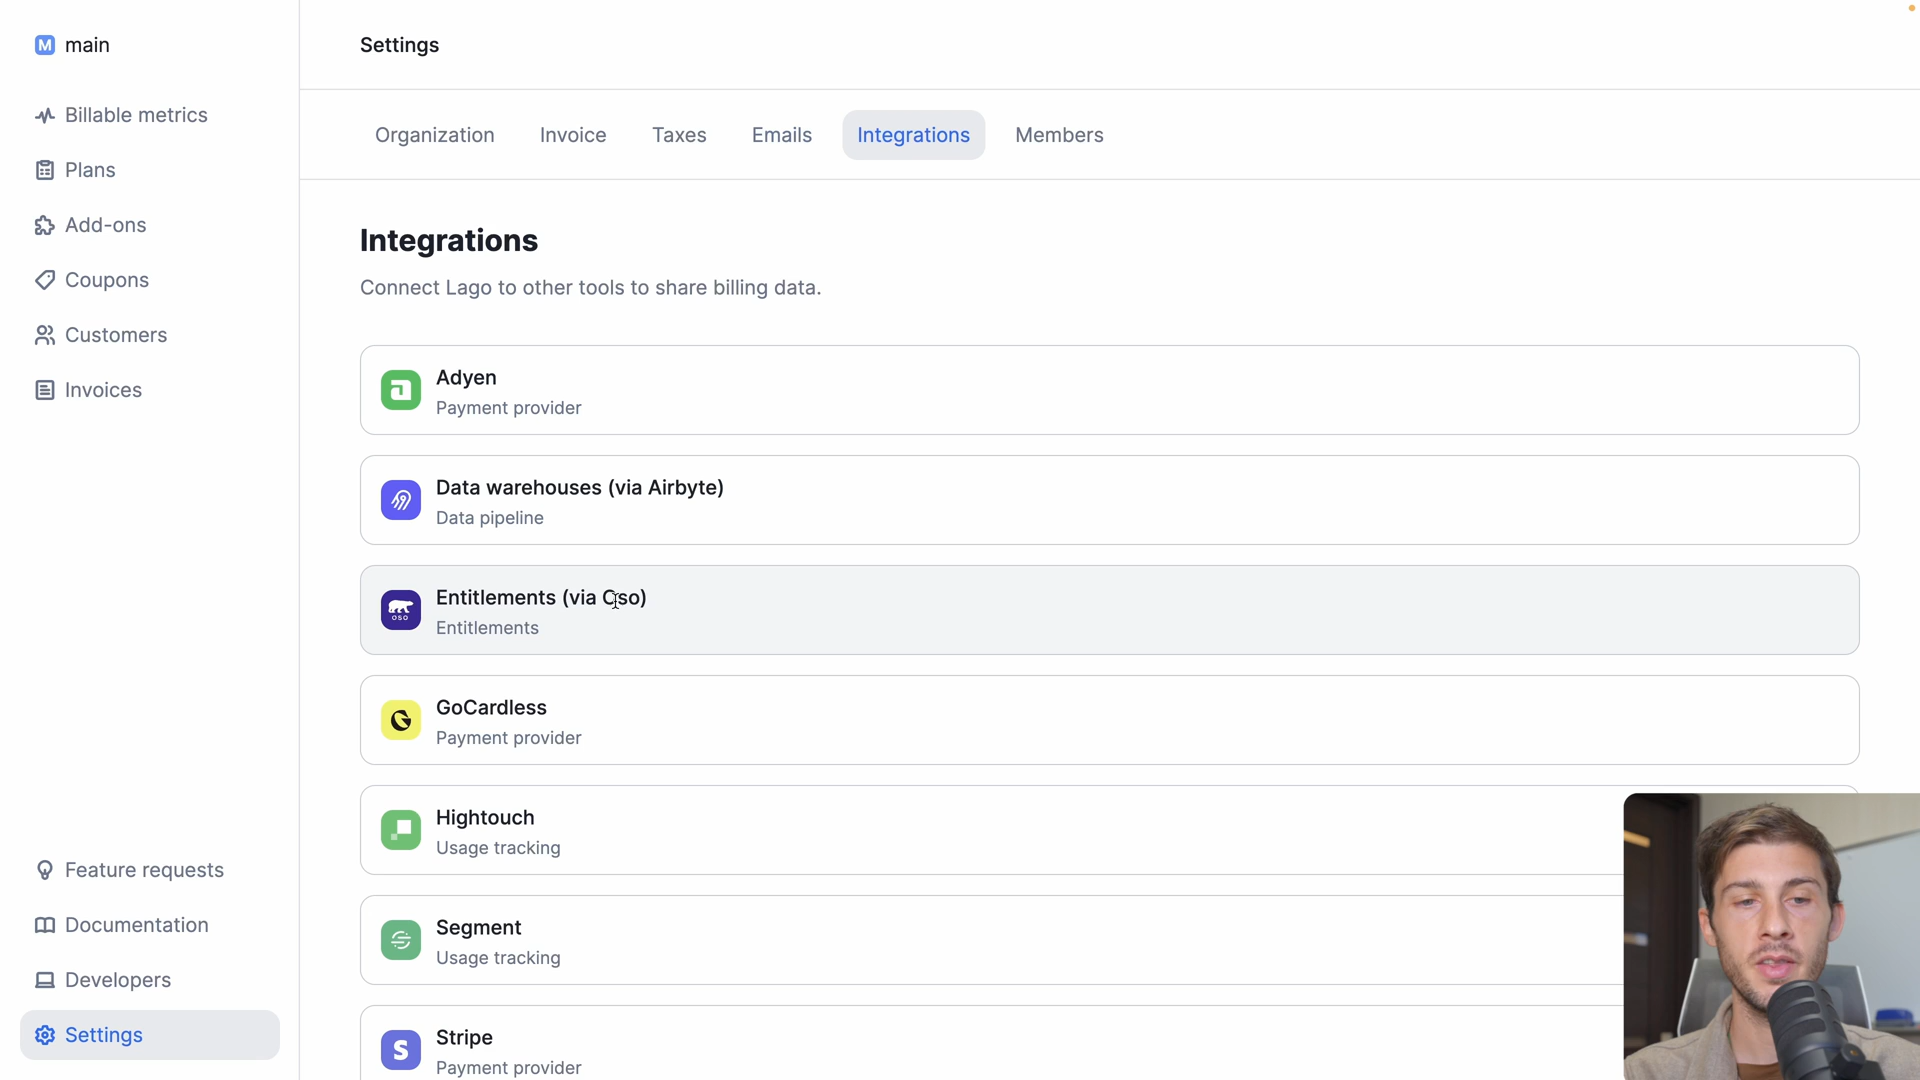 M main
Settings
Billable metrics
Plans
Add-ons
Coupons
Customers
Invoices
Organization
Invoice
Taxes
Emails
Integrations
Members
Integrations
Connect Lago to other tools to share billing data.
Adyen
Payment provider
Data warehouses (via Airbyte)
Data pipeline
Entitlements (via Oso)
Entitlements
OSO
GoCardless
Payment provider
Hightouch
Usage tracking
Segment
Usage tracking
S
Stripe
Payment provider
Feature requests
Documentation
Developers
Settings